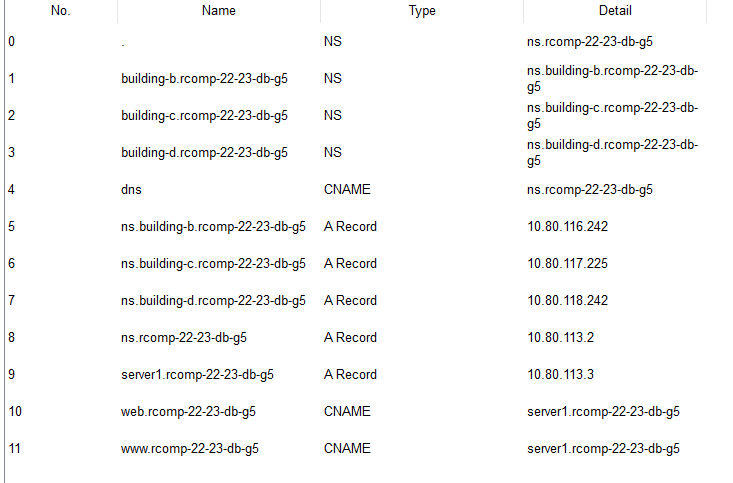 No. Name Type Detail
0 . NS ns.rcomp-22-23-db-g5
1 building-b.rcomp-22-23-db-g5 NS ns.building-b.rcomp-22-23-db-
g5
2 building-c.rcomp-22-23-db-g5 NS ns.building-c.rcomp-22-23-db-
g5
3 building-d.rcomp-22-23-db-g5 NS ns.building-d.rcomp-22-23-db-
g5
4 dns CNAME ns.rcomp-22-23-db-g5
5 ns.building-b.rcomp-22-23-db-g5 A Record 10.80.116.242
6 ns.building-c.rcomp-22-23-db-g5 A Record 10.80.117.225
7 ns.building-d.rcomp-22-23-db-g5 A Record 10.80.118.242
8 ns.rcomp-22-23-db-g5 A Record 10.80.113.2
9 server1.rcomp-22-23-db-g5 A Record 10.80.113.3
10 web.rcomp-22-23-db-g5 CNAME server1.rcomp-22-23-db-g5
11 www.rcomp-22-23-db-g5 CNAME server1.rcomp-22-23-db-g5